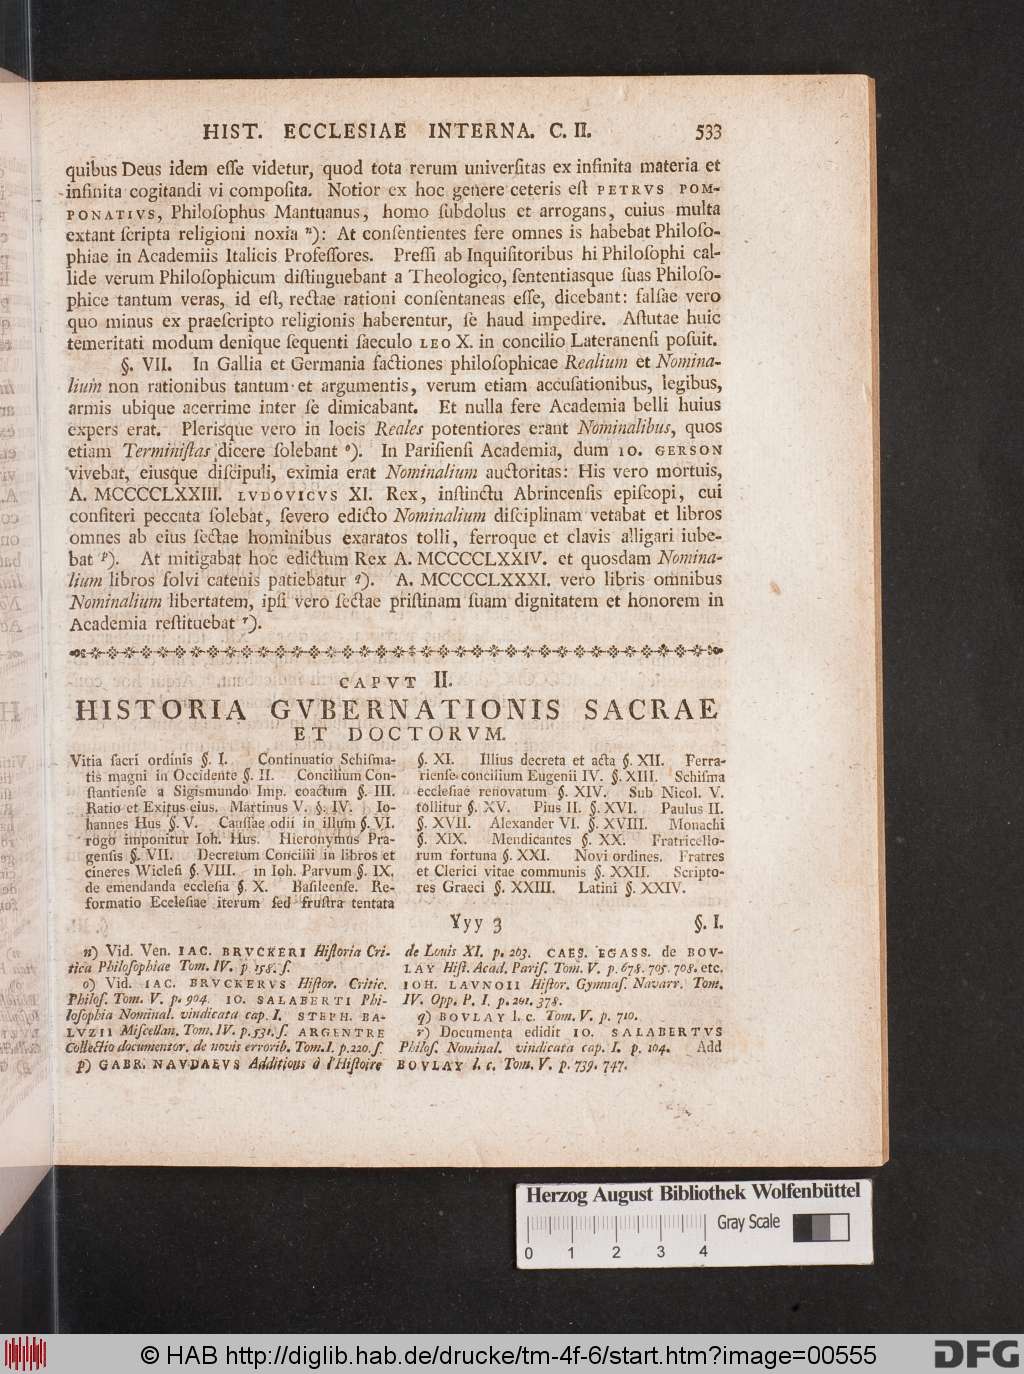 HIST. ECCLESIAE INTERNA. C. II. 533
quibus Deus idem eſſe videtur, quod tota rerum univerſitas ex infinita materia et
infinita cogitandi vi compoſita. Notior ex hoc genere ceteris eſt PETRVS POM-
PONATIVS, Philoſophus Mantuanus, homo ſubdolus et arrogans, cuius multa
extant ſcripta religioni noxia n): At conſentientes fere omnes is habebat Philoſo-
phiae in Academiis Italicis Profeſſores. Preſſi ab Inquiſitoribus hi Philoſophi cal-
lide verum Philoſophicum diſtinguebant a Theologico, ſententiasque ſuas Philoſo-
phice tantum veras, id eſt, rectae rationi conſentaneas eſſe, dicebant: falſae vero
quo minus ex praeſcripto religionis haberentur, ſe haud impedire. Aſtutae huic
temeritati modum denique ſequenti ſaeculo LEO X. in concilio Lateranenſi poſuit.
§. VII. In Gallia et Germania factiones philoſophicae Realium et Nomina-
lium non rationibus tantum et argumentis, verum etiam accuſationibus, legibus,
armis ubique acerrime inter ſe dimicabant. Et nulla fere Academia belli huius
expers erat. Plerisque vero in locis Reales potentiores erant Nominalibus, quos
etiam Terminiſtas dicere ſolebant o). In Pariſienſi Academia, dum IO. GERSON
vivebat, eiusque diſcipuli, eximia erat Nominalium auctoritas: His vero mortuis,
A. MCCCCLXXIII. LVDOVICVS XI. Rex, inſtinctu Abrincenſis epiſcopi, cui
confiteri peccata ſolebat, ſevero edicto Nominalium diſciplinam vetabat et libros
omnes ab eius ſectae hominibus exaratos tolli, ferroque et clavis alligari iube-
bat p). At mitigabat hoc edictum Rex A. MCCCCLXXIV. et quosdam Nomina-
lium libros ſolvi catenis patiebatur q). A. MCCCCLXXXI. vero libris omnibus
Nominalium libertatem, ipſi vero ſectae priſtinam ſuam dignitatem et honorem in
Academia reſtituebat r).
CAPVT II.
HISTORIA GVBERNATIONIS SACRAE
ET DOCTORVM.
Vitia ſacri ordinis §. I. Continuatio Schiſma-
tis magni in Occidente §. II. Concilium Con-
ſtantienſe a Sigismundo Imp. coactum §. III.
Ratio et Exitus eius. Martinus V. §. IV. Io-
hannes Hus §. V. Cauſſae odii in illum §. VI.
rogo imponitur Ioh. Hus. Hieronymus Pra-
genſis §. VII. Decretum Concilii in libros et
cineres Wicleſi §. VIII. in Ioh. Parvum §. IX.
de emendanda eccleſia §. X. Baſileenſe. Re-
formatio Eccleſiae iterum ſed fruſtra tentata
§. XI. Illius decreta et acta §. XII. Ferra-
rienſe concilium Eugenii IV. §. XIII. Schiſma
eccleſiae renovatum §. XIV. Sub Nicol. V.
tollitur §. XV. Pius II. §. XVI. Paulus II.
§. XVII. Alexander VI. §. XVIII. Monachi
§. XIX. Mendicantes §. XX. Fratricello-
rum fortuna §. XXI. Novi ordines. Fratres
et Clerici vitae communis §. XXII. Scripto-
res Graeci §. XXIII. Latini §. XXIV.
Yyy 3 §. I.
n) Vid. Ven. IAC. BRVCKERI Hiſtoria Cri-
tica Philoſophiae Tom. IV. p. 158. ſ.
o) Vid. IAC. BRVCKERVS Hiſtor. Critic.
Philoſ. Tom. V. p. 904. IO. SALABERTI Phi-
loſophia Nominal. vindicata cap. I. STEPH. BA-
LVZII Miſcellan. Tom. IV. p. 531. ſ. ARGENTRE
Collectio documentor. de novis errorib. Tom. I. p. 220. ſ.
p) GABR. NAVDAEVS Additions à l'Hiſtoire
de Louis XI. p. 203. CAES. EGASS. de BOV-
LAY Hiſt. Acad. Pariſ. Tom. V. p. 678. 705. 708. etc.
IOH. LAVNOII Hiſtor. Gymnaſ. Navarr. Tom.
IV. Opp. P. I. p. 201. 378.
q) BOVLAY l. c. Tom. V. p. 710.
r) Documenta edidit IO. SALABERTVS
Philoſ. Nominal. vindicata cap. I. p. 104. Add
BOVLAY l. c. Tom. V. p. 739. 747.
Herzog August Bibliothek Wolfenbüttel
Gray Scale
0 1 2 3 4
© HAB http://diglib.hab.de/drucke/tm-4f-6/start.htm?image=00555
DFG